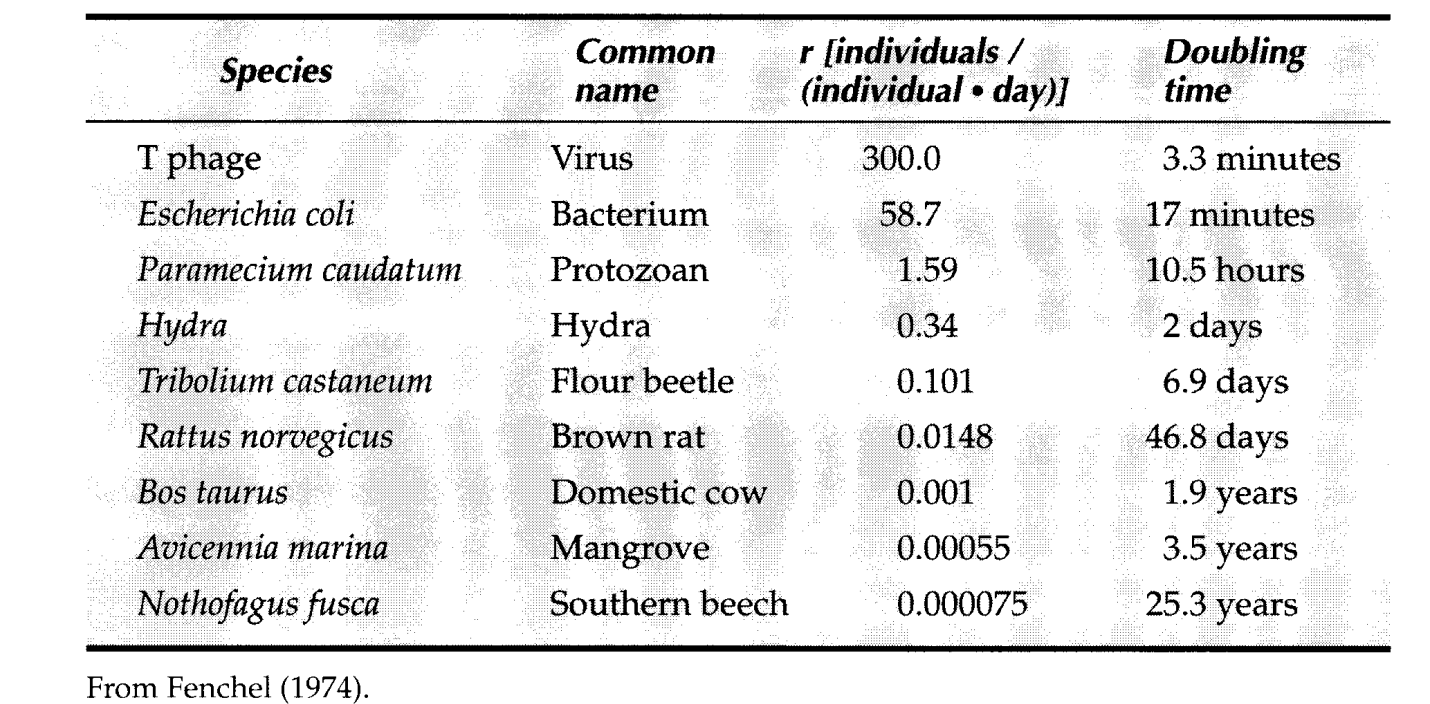 Species Common name r [individuals / (individual • day)] Doubling time
T phage Virus 300.0 3.3 minutes
Escherichia coli Bacterium 58.7 17 minutes
Paramecium caudatum Protozoan 1.59 10.5 hours
Hydra Hydra 0.34 2 days
Tribolium castaneum Flour beetle 0.101 6.9 days
Rattus norvegicus Brown rat 0.0148 46.8 days
Bos taurus Domestic cow 0.001 1.9 years
Avicennia marina Mangrove 0.00055 3.5 years
Nothofagus fusca Southern beech 0.000075 25.3 years
From Fenchel (1974).